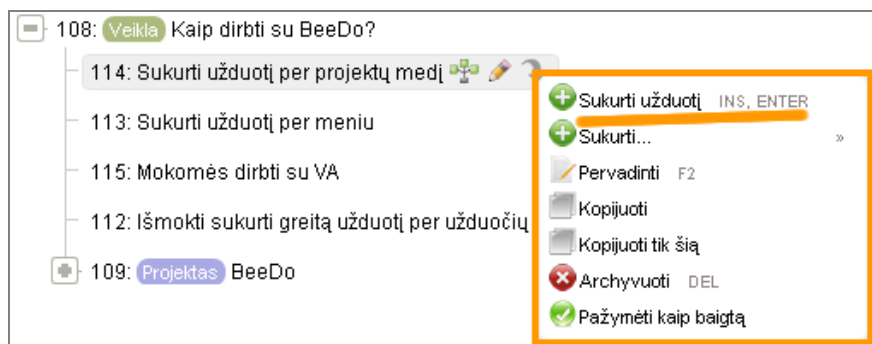 108: Veikla Kaip dirbti su BeeDo?
114: Sukurti užduotį per projektų medį
113: Sukurti užduotį per meniu
115: Mokomės dirbti su VA
112: Išmokti sukurti greitą užduotį per užduočių
109: Projektas BeeDo
Sukurti užduotį INS, ENTER
Sukurti... »
Pervadinti F2
Kopijuoti
Kopijuoti tik šią
Archyvuoti DEL
Pažymėti kaip baigtą